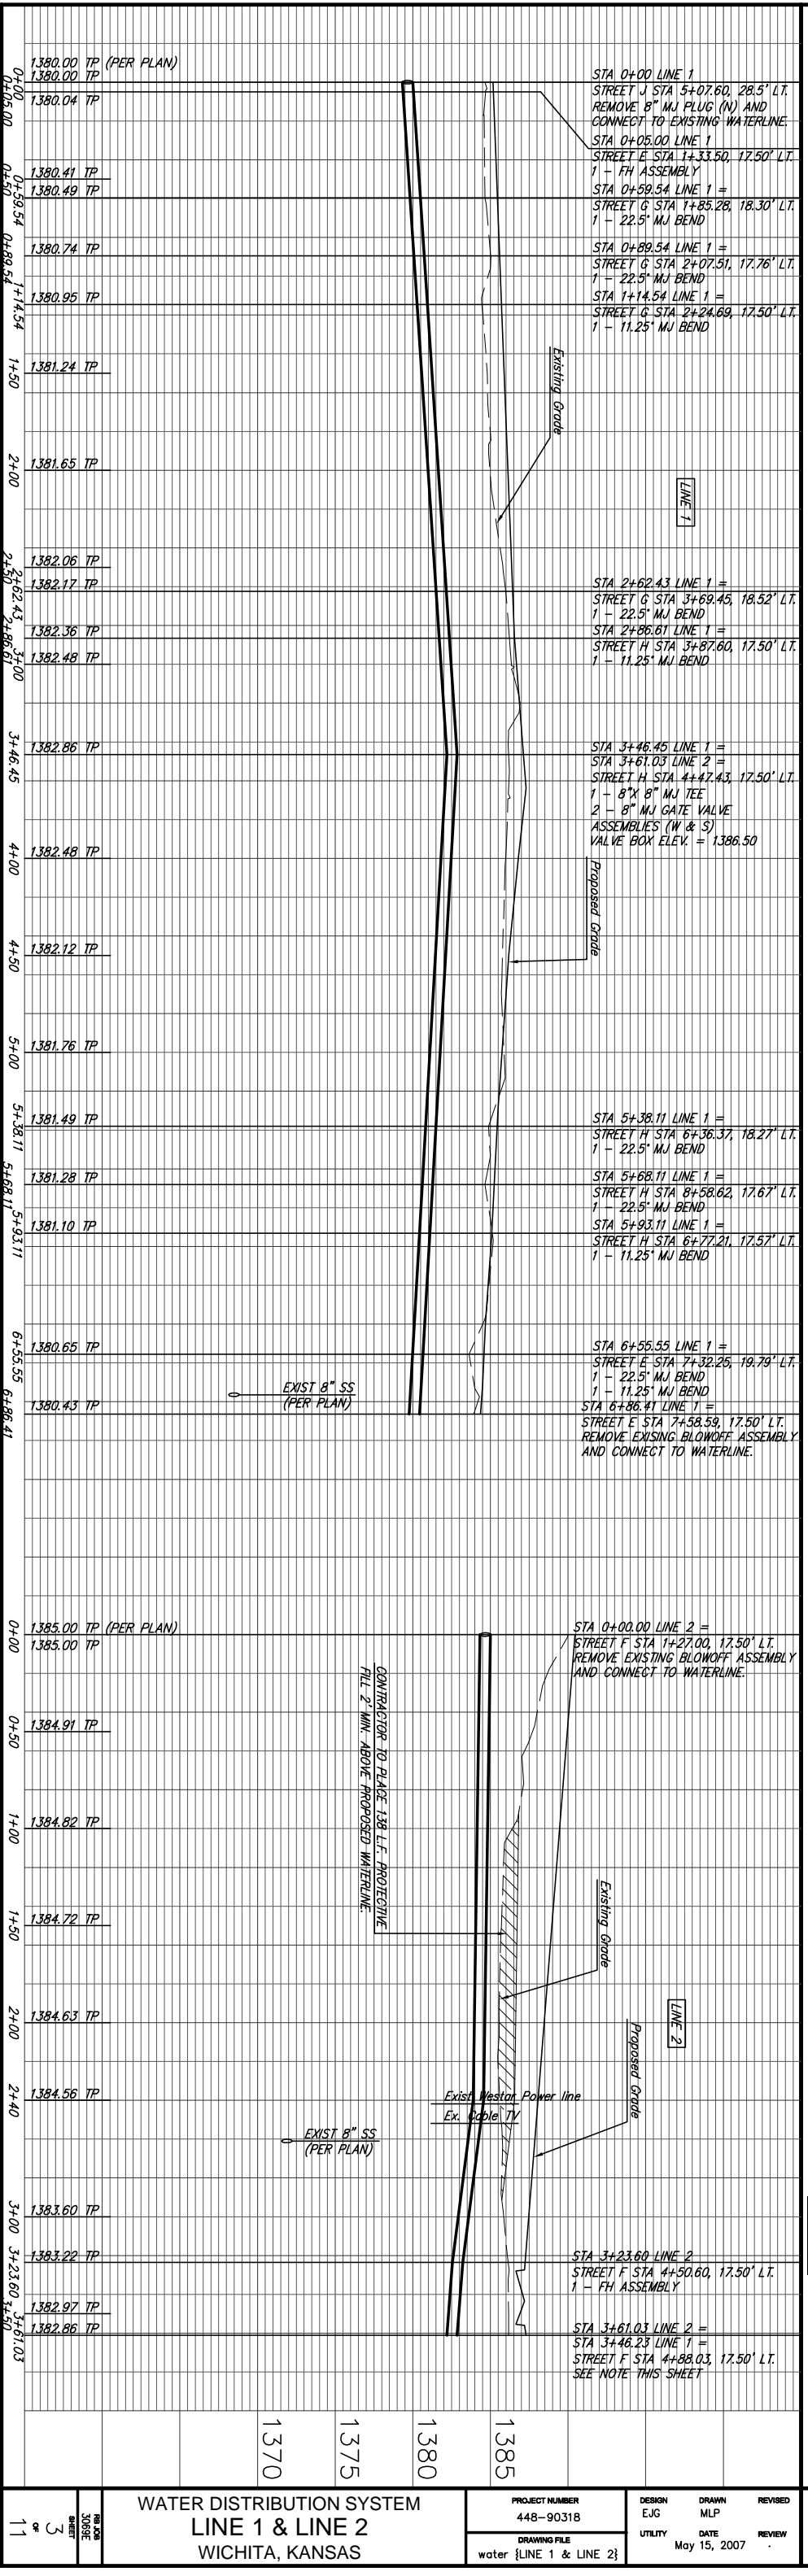 1380.00 TP (PER PLAN)
1380.00 TP
1380.04 TP
1380.41 TP
1380.49 TP
1380.74 TP
1380.95 TP
1381.24 TP
1381.65 TP
1382.06 TP
1382.17 TP
1382.36 TP
1382.48 TP
1382.86 TP
1382.48 TP
1382.12 TP
1381.76 TP
1381.49 TP
1381.28 TP
1381.10 TP
1380.65 TP
1380.43 TP
0+00
0+05.00
0+50
0+59.54
0+89.54
1+14.54
1+50
2+00
2+50
2+62.43
2+86.61
3+00
3+46.45
4+00
4+50
5+00
5+38.11
5+68.11
5+93.11
6+55.55
6+86.41
STA 0+00 LINE 1
STREET J STA 5+07.60, 28.5' LT.
REMOVE 8" MJ PLUG (N) AND
CONNECT TO EXISTING WATERLINE.
STA 0+05.00 LINE 1
STREET E STA 1+33.50, 17.50' LT.
1 - FH ASSEMBLY
STA 0+59.54 LINE 1 =
STREET G STA 1+85.28, 18.30' LT.
1 - 22.5° MJ BEND
STA 0+89.54 LINE 1 =
STREET G STA 2+07.51, 17.76' LT.
1 - 22.5° MJ BEND
STA 1+14.54 LINE 1 =
STREET G STA 2+24.69, 17.50' LT.
1 - 11.25° MJ BEND
Existing Grade
LINE 1
STA 2+62.43 LINE 1 =
STREET G STA 3+69.45, 18.52' LT.
1 - 22.5° MJ BEND
STA 2+86.61 LINE 1 =
STREET H STA 3+87.60, 17.50' LT.
1 - 11.25° MJ BEND
STA 3+46.45 LINE 1 =
STA 3+61.03 LINE 2 =
STREET H STA 4+47.43, 17.50' LT.
1 - 8"X 8" MJ TEE
2 - 8" MJ GATE VALVE
ASSEMBLIES (W & S)
VALVE BOX ELEV. = 1386.50
Proposed Grade
STA 5+38.11 LINE 1 =
STREET H STA 6+36.37, 18.27' LT.
1 - 22.5° MJ BEND
STA 5+68.11 LINE 1 =
STREET H STA 8+58.62, 17.67' LT.
1 - 22.5° MJ BEND
STA 5+93.11 LINE 1 =
STREET H STA 6+77.21, 17.57' LT.
1 - 11.25° MJ BEND
STA 6+55.55 LINE 1 =
STREET E STA 7+32.25, 19.79' LT.
1 - 22.5° MJ BEND
1 - 11.25° MJ BEND
STA 6+86.41 LINE 1 =
STREET E STA 7+58.59, 17.50' LT.
REMOVE EXISING BLOWOFF ASSEMBLY
AND CONNECT TO WATERLINE.
EXIST 8" SS
(PER PLAN)
1385.00 TP (PER PLAN)
1385.00 TP
1384.91 TP
1384.82 TP
1384.72 TP
1384.63 TP
1384.56 TP
1383.60 TP
1383.22 TP
1382.97 TP
1382.86 TP
0+00
0+50
1+00
1+50
2+00
2+40
3+00
3+23.60
3+50
3+61.03
STA 0+00.00 LINE 2 =
STREET F STA 1+27.00, 17.50' LT.
REMOVE EXISTING BLOWOFF ASSEMBLY
AND CONNECT TO WATERLINE.
CONTRACTOR TO PLACE 138 L.F. PROTECTIVE
FILL 2' MIN. ABOVE PROPOSED WATERLINE.
Existing Grade
LINE 2
Proposed Grade
Exist Westar Power line
Ex. Cable TV
EXIST 8" SS
(PER PLAN)
STA 3+23.60 LINE 2
STREET F STA 4+50.60, 17.50' LT.
1 - FH ASSEMBLY
STA 3+61.03 LINE 2 =
STA 3+46.23 LINE 1 =
STREET F STA 4+88.03, 17.50' LT.
SEE NOTE THIS SHEET
1370
1375
1380
1385
RB JOB
3069E
SHEET
3
OF
11
WATER DISTRIBUTION SYSTEM
LINE 1 & LINE 2
WICHITA, KANSAS
PROJECT NUMBER
448-90318
DRAWING FILE
water {LINE 1 & LINE 2}
DESIGN DRAWN REVISED
EJG MLP
UTILITY DATE REVIEW
May 15, 2007 .